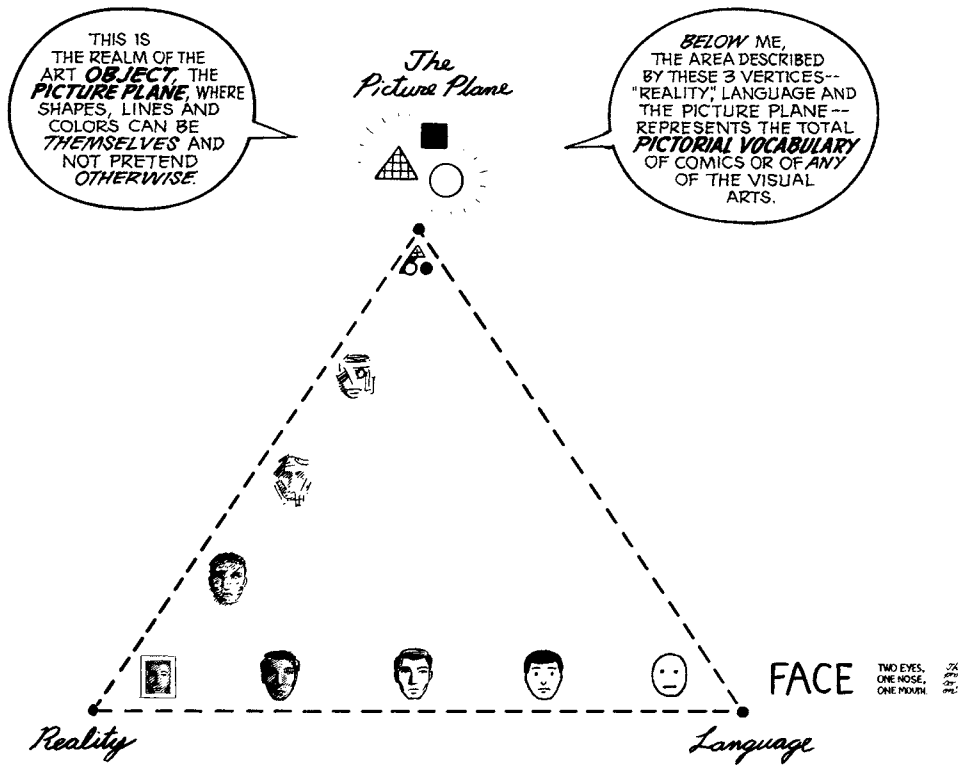 THIS IS
THE REALM OF THE
ART OBJECT, THE
PICTURE PLANE, WHERE
SHAPES, LINES AND
COLORS CAN BE
THEMSELVES AND
NOT PRETEND
OTHERWISE.
The
Picture Plane
BELOW ME,
THE AREA DESCRIBED
BY THESE 3 VERTICES--
"REALITY," LANGUAGE AND
THE PICTURE PLANE--
REPRESENTS THE TOTAL
PICTORIAL VOCABULARY
OF COMICS OR OF ANY
OF THE VISUAL
ARTS.
FACE
TWO EYES,
ONE NOSE,
ONE MOUTH.
Reality
Language